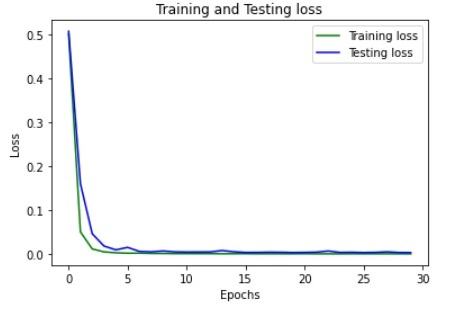 Training and Testing loss
Training loss
Testing loss
Loss
0.5
0.4
0.3
0.2
0.1
0.0
0 5 10 15 20 25 30
Epochs